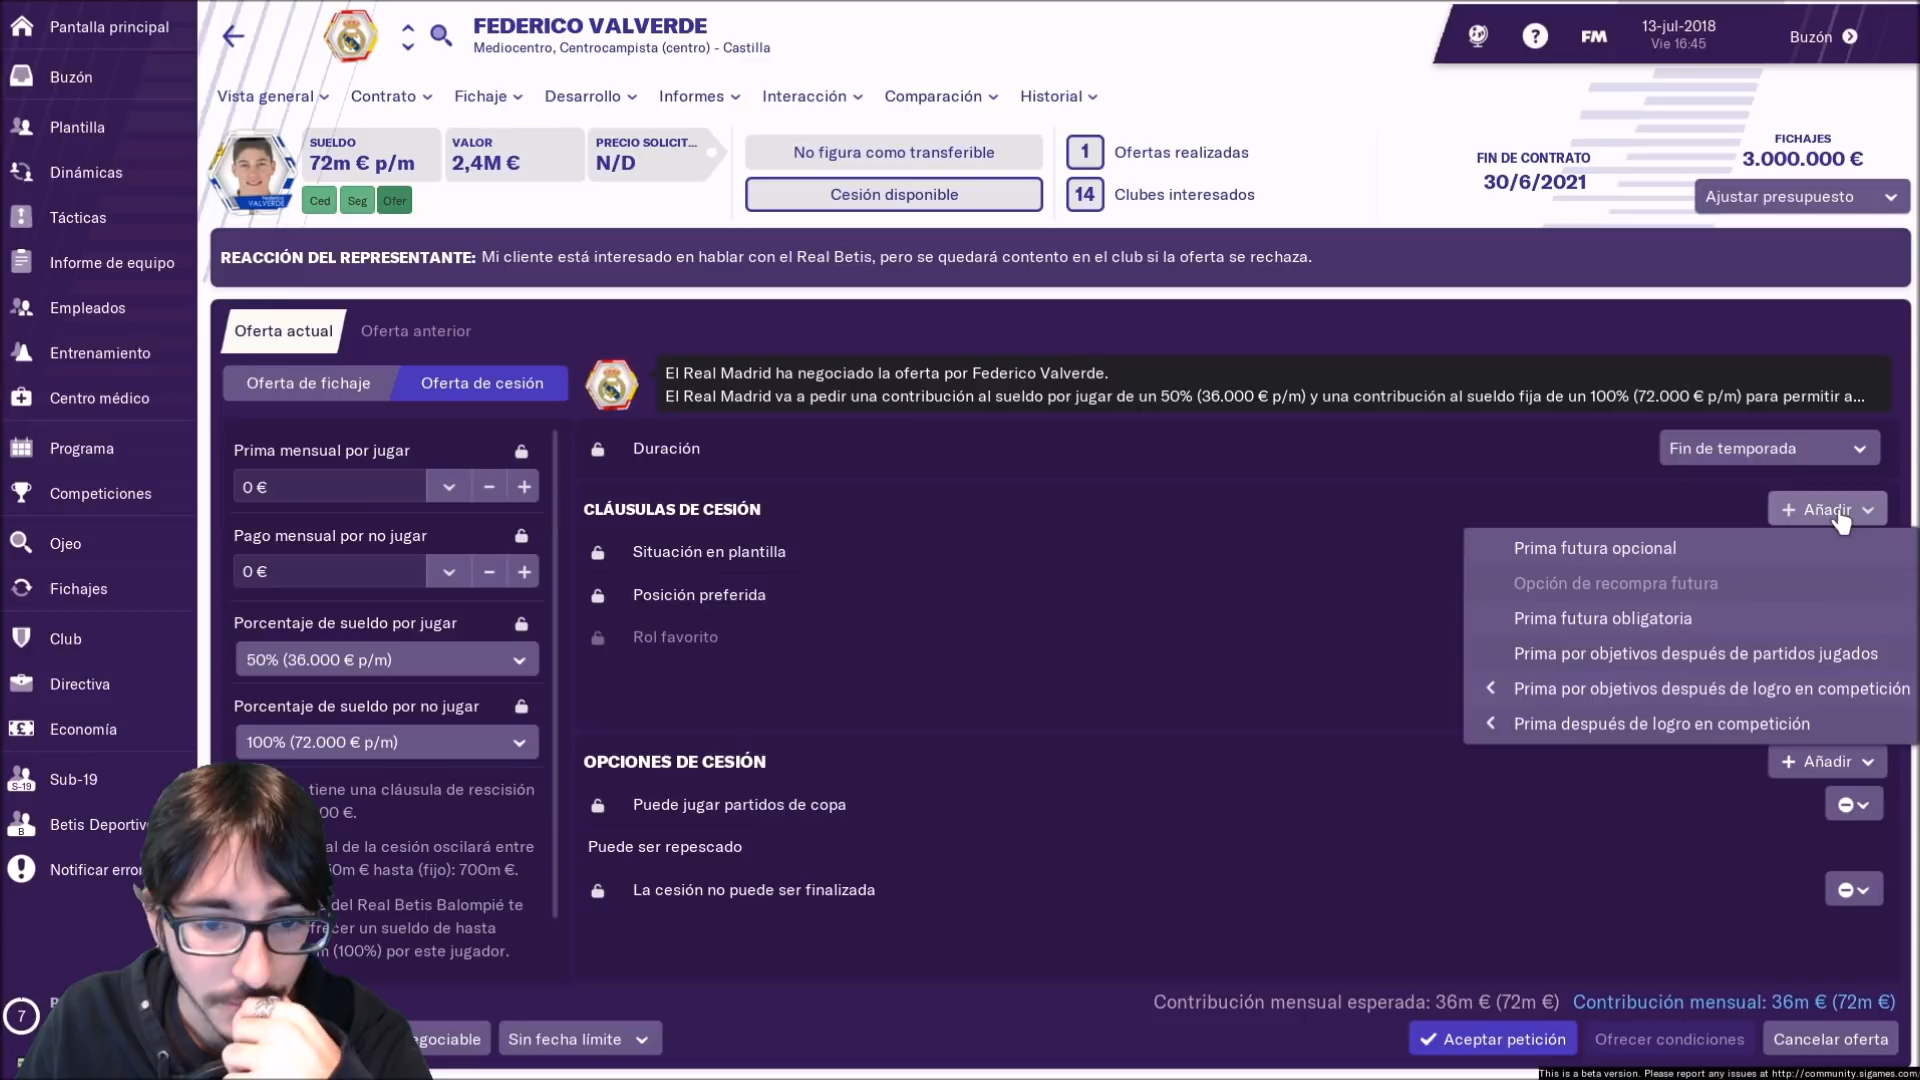 Pantalla principal
Buzón
Plantilla
Dinámicas
Tácticas
Informe de equipo
Empleados
Entrenamiento
Centro médico
Programa
Competiciones
Ojeo
Fichajes
Club
Directiva
Economía
Sub-19
S-19
Betis Deportiv
B
Notificar erro
7
FEDERICO VALVERDE
Mediocentro, Centrocampista (centro) - Castilla
FM
13-jul-2018
Vie 16:45
Buzón
Vista general
Contrato
Fichaje
Desarrollo
Informes
Interacción
Comparación
Historial
VALVERDE
SUELDO
72m € p/m
VALOR
2,4M €
PRECIO SOLICIT...
N/D
Ced
Seg
Ofer
No figura como transferible
Cesión disponible
1 Ofertas realizadas
14 Clubes interesados
FIN DE CONTRATO
30/6/2021
FICHAJES
3.000.000 €
Ajustar presupuesto
REACCIÓN DEL REPRESENTANTE: Mi cliente está interesado en hablar con el Real Betis, pero se quedará contento en el club si la oferta se rechaza.
Oferta actual
Oferta anterior
Oferta de fichaje
Oferta de cesión
El Real Madrid ha negociado la oferta por Federico Valverde.
El Real Madrid va a pedir una contribución al sueldo por jugar de un 50% (36.000 € p/m) y una contribución al sueldo fija de un 100% (72.000 € p/m) para permitir a...
Prima mensual por jugar
0 €
Pago mensual por no jugar
0 €
Porcentaje de sueldo por jugar
50% (36.000 € p/m)
Porcentaje de sueldo por no jugar
100% (72.000 € p/m)
tiene una cláusula de rescisión
00 €.
al de la cesión oscilará entre
0m € hasta (fijo): 700m €.
del Real Betis Balompié te
frecer un sueldo de hasta
(100%) por este jugador.
Duración
Fin de temporada
CLÁUSULAS DE CESIÓN
+ Añadir
Situación en plantilla
Posición preferida
Rol favorito
Prima futura opcional
Opción de recompra futura
Prima futura obligatoria
Prima por objetivos después de partidos jugados
Prima por objetivos después de logro en competición
Prima después de logro en competición
OPCIONES DE CESIÓN
+ Añadir
Puede jugar partidos de copa
Puede ser repescado
La cesión no puede ser finalizada
Contribución mensual esperada: 36m € (72m €)
Contribución mensual: 36m € (72m €)
egociable
Sin fecha límite
Aceptar petición
Ofrecer condiciones
Cancelar oferta
This is a beta version. Please report any issues at http://community.sigames.com